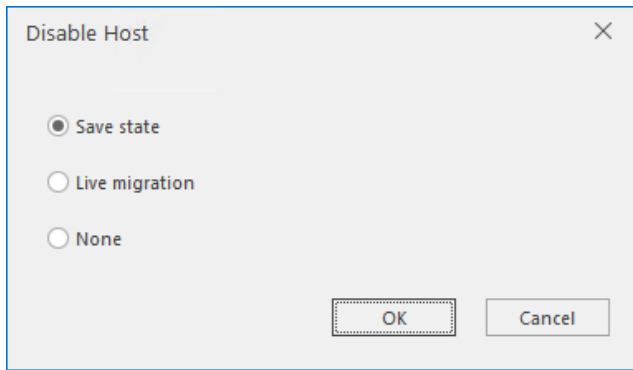 Disable Host
Save state
Live migration
None
OK Cancel